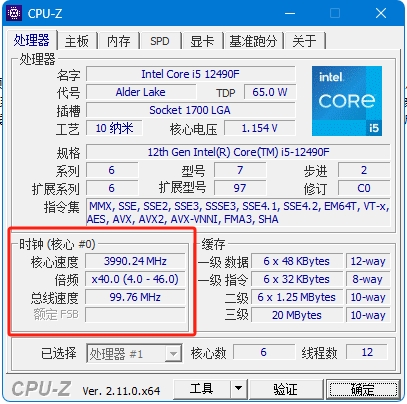 CPU-Z
处理器 主板 内存 SPD 显卡 基准跑分 关于
处理器
名字 Intel Core i5 12490F
代号 Alder Lake TDP 65.0 W
插槽 Socket 1700 LGA
工艺 10 纳米 核心电压 1.154 V
intel
CORE
i5
规格 12th Gen Intel(R) Core(TM) i5-12490F
系列 6 型号 7 步进 2
扩展系列 6 扩展型号 97 修订 C0
指令集 MMX, SSE, SSE2, SSE3, SSSE3, SSE4.1, SSE4.2, EM64T, VT-x,
AES, AVX, AVX2, AVX-VNNI, FMA3, SHA
时钟 (核心 #0)
核心速度 3990.24 MHz
倍频 x40.0 (4.0 - 46.0)
总线速度 99.76 MHz
额定 FSB
缓存
一级 数据 6 x 48 KBytes 12-way
一级 指令 6 x 32 KBytes 8-way
二级 6 x 1.25 MBytes 10-way
三级 20 MBytes 10-way
已选择 处理器 #1 核心数 6 线程数 12
CPU-Z Ver. 2.11.0.x64 工具 验证 确定